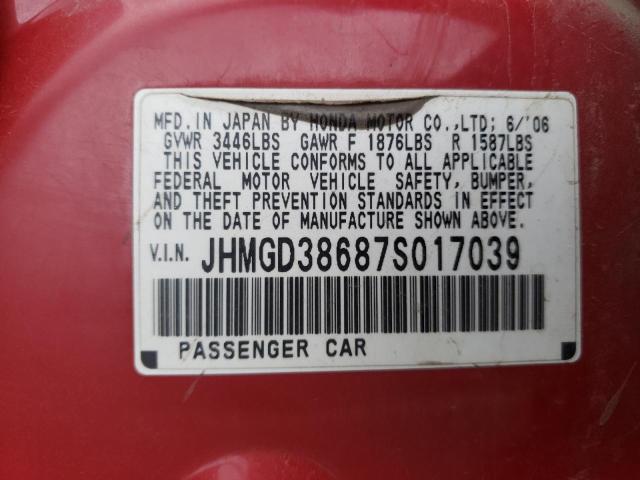 MFD. IN JAPAN BY HONDA MOTOR CO.,LTD; 6/'06
GVWR 3446LBS GAWR F 1876LBS R 1587LBS
THIS VEHICLE CONFORMS TO ALL APPLICABLE
FEDERAL MOTOR VEHICLE SAFETY, BUMPER,
AND THEFT PREVENTION STANDARDS IN EFFECT
ON THE DATE OF MANUFACTURE SHOWN ABOVE.
V.I.N. JHMGD38687S017039
PASSENGER CAR